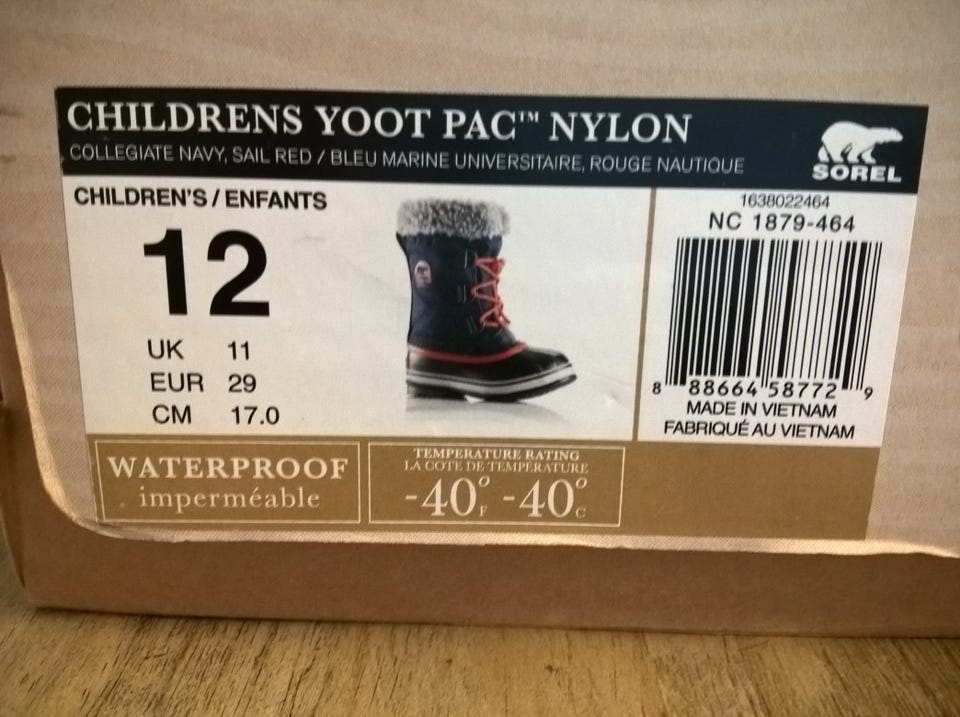 CHILDRENS YOOT PAC™ NYLON
COLLEGIATE NAVY, SAIL RED / BLEU MARINE UNIVERSITAIRE, ROUGE NAUTIQUE
SOREL
CHILDREN'S / ENFANTS
12
UK 11
EUR 29
CM 17.0
1638022464
NC 1879-464
8 88664 58772 9
MADE IN VIETNAM
FABRIQUÉ AU VIETNAM
WATERPROOF
imperméable
TEMPERATURE RATING
LA COTE DE TEMPÉRATURE
-40°F -40°C